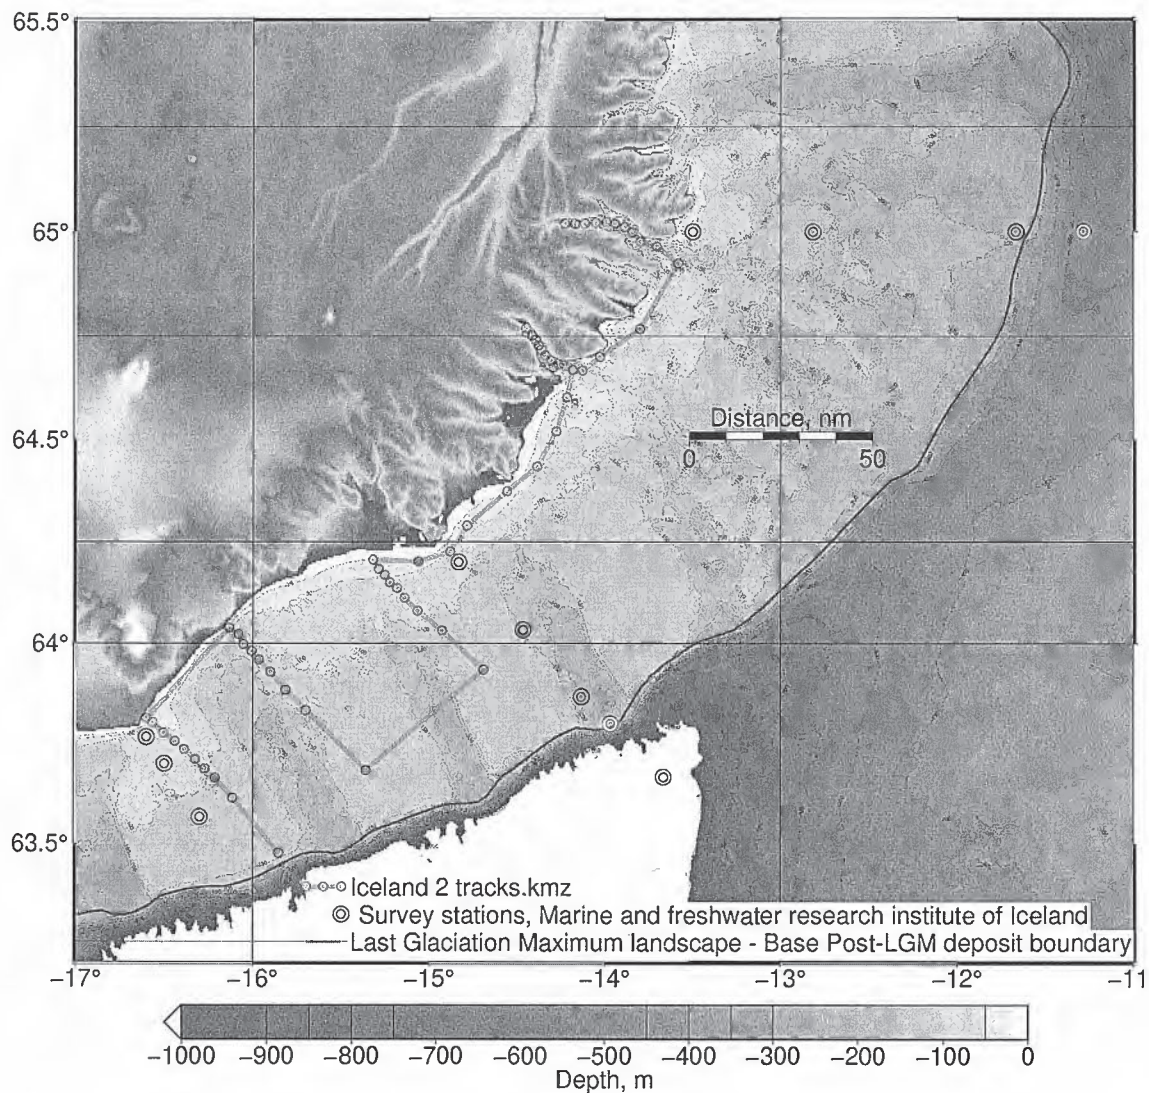 65.5°
65°
64.5°
64°
63.5°
Distance, nm
0 50
Iceland 2 tracks.kmz
Survey stations, Marine and freshwater research institute of Iceland
Last Glaciation Maximum landscape - Base Post-LGM deposit boundary
−17° −16° −15° −14° −13° −12° −11
−1000 −900 −800 −700 −600 −500 −400 −300 −200 −100 0
Depth, m